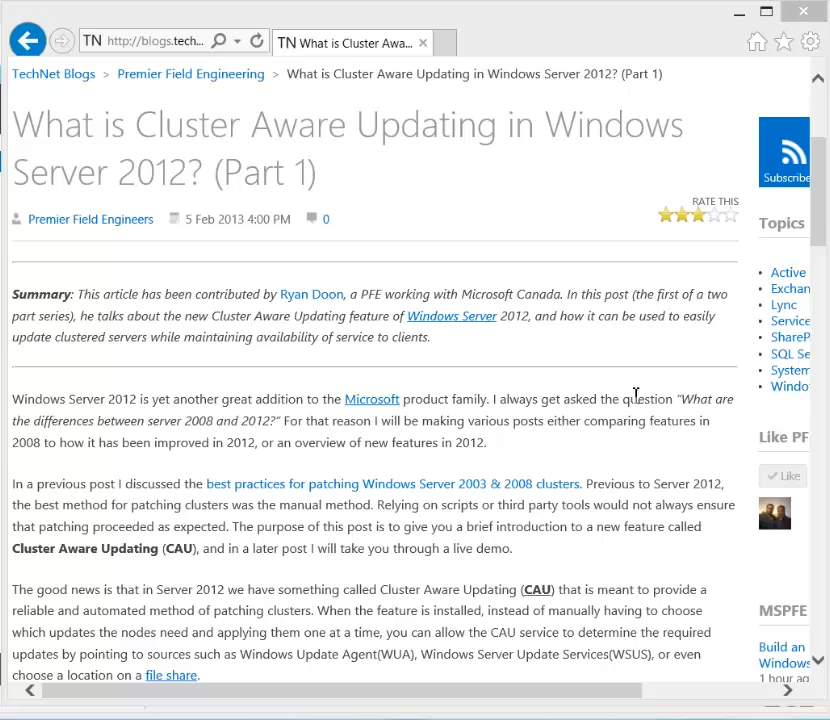 TN http://blogs.tech...
TN What is Cluster Awa...
TechNet Blogs > Premier Field Engineering > What is Cluster Aware Updating in Windows Server 2012? (Part 1)
What is Cluster Aware Updating in Windows
Server 2012? (Part 1)
Premier Field Engineers 5 Feb 2013 4:00 PM 0
RATE THIS
Summary: This article has been contributed by Ryan Doon, a PFE working with Microsoft Canada. In this post (the first of a two
part series), he talks about the new Cluster Aware Updating feature of Windows Server 2012, and how it can be used to easily
update clustered servers while maintaining availability of service to clients.
Windows Server 2012 is yet another great addition to the Microsoft product family. I always get asked the question "What are
the differences between server 2008 and 2012?" For that reason I will be making various posts either comparing features in
2008 to how it has been improved in 2012, or an overview of new features in 2012.
In a previous post I discussed the best practices for patching Windows Server 2003 & 2008 clusters. Previous to Server 2012,
the best method for patching clusters was the manual method. Relying on scripts or third party tools would not always ensure
that patching proceeded as expected. The purpose of this post is to give you a brief introduction to a new feature called
Cluster Aware Updating (CAU), and in a later post I will take you through a live demo.
The good news is that in Server 2012 we have something called Cluster Aware Updating (CAU) that is meant to provide a
reliable and automated method of patching clusters. When the feature is installed, instead of manually having to choose
which updates the nodes need and applying them one at a time, you can allow the CAU service to determine the required
updates by pointing to sources such as Windows Update Agent(WUA), Windows Server Update Services(WSUS), or even
choose a location on a file share.
Subscribe
Topics
Active
Exchan
Lync
Service
ShareP
SQL Se
System
Windo
Like PF
Like
MSPFE
Build an
Windows
1 hour ag